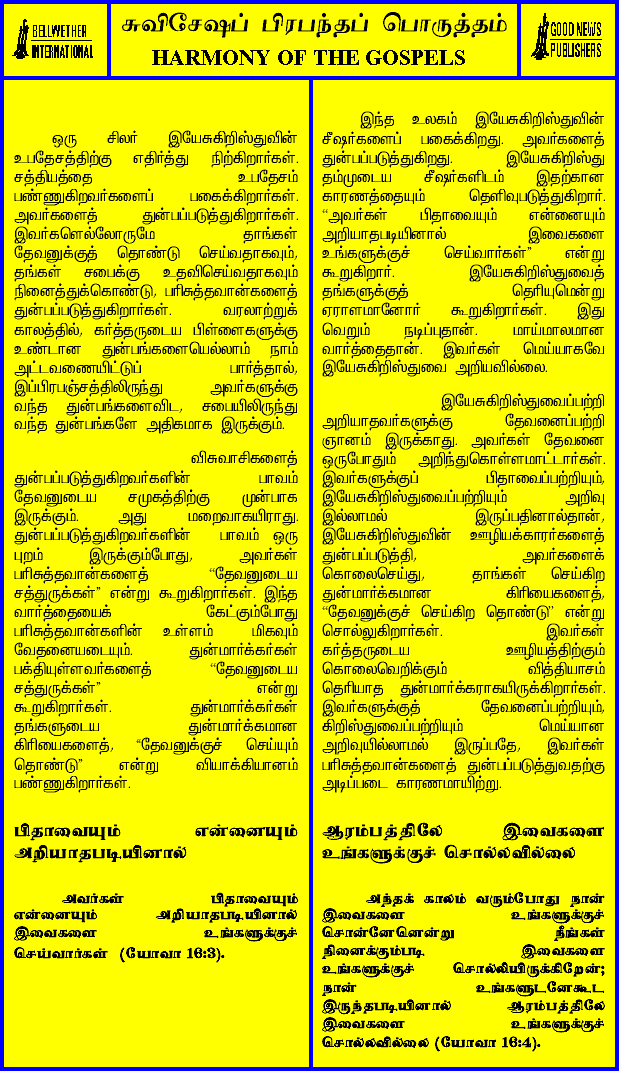 BELLWETHER
INTERNATIONAL
சுவிசேஷப் பிரபந்தப் பொருத்தம்
HARMONY OF THE GOSPELS
GOOD NEWS
PUBLISHERS
ஒரு சிலர் இயேசுகிறிஸ்துவின்
உபதேசத்திற்கு எதிர்த்து நிற்கிறார்கள்.
சத்தியத்தை உபதேசம்
பண்ணுகிறவர்களைப் பகைக்கிறார்கள்.
அவர்களைத் துன்பப்படுத்துகிறார்கள்.
இவர்களெல்லோருமே தாங்கள்
தேவனுக்குத் தொண்டு செய்வதாகவும்,
தங்கள் சபைக்கு உதவிசெய்வதாகவும்
நினைத்துக்கொண்டு, பரிசுத்தவான்களைத்
துன்பப்படுத்துகிறார்கள். வரலாற்றுக்
காலத்தில், கர்த்தருடைய பிள்ளைகளுக்கு
உண்டான துன்பங்களையெல்லாம் நாம்
அட்டவணையிட்டுப் பார்த்தால்,
இப்பிரபஞ்சத்திலிருந்து அவர்களுக்கு
வந்த துன்பங்களைவிட, சபையிலிருந்து
வந்த துன்பங்களே அதிகமாக இருக்கும்.
விசுவாசிகளைத்
துன்பப்படுத்துகிறவர்களின் பாவம்
தேவனுடைய சமுகத்திற்கு முன்பாக
இருக்கும். அது மறைவாகயிராது.
துன்பப்படுத்துகிறவர்களின் பாவம் ஒரு
புறம் இருக்கும்போது, அவர்கள்
பரிசுத்தவான்களைத் “தேவனுடைய
சத்துருக்கள்” என்று கூறுகிறார்கள். இந்த
வார்த்தையைக் கேட்கும்போது
பரிசுத்தவான்களின் உள்ளம் மிகவும்
வேதனையடையும். துன்மார்க்கர்கள்
பக்தியுள்ளவர்களைத் “தேவனுடைய
சத்துருக்கள்” என்று
கூறுகிறார்கள். துன்மார்க்கர்கள்
தங்களுடைய துன்மார்க்கமான
கிரியைகளைத், “தேவனுக்குச் செய்யும்
தொண்டு” என்று வியாக்கியானம்
பண்ணுகிறார்கள்.
பிதாவையும் என்னையும்
அறியாதபடியினால்
அவர்கள் பிதாவையும்
என்னையும் அறியாதபடியினால்
இவைகளை உங்களுக்குச்
செய்வார்கள் (யோவா 16:3).
இந்த உலகம் இயேசுகிறிஸ்துவின்
சீஷர்களைப் பகைக்கிறது. அவர்களைத்
துன்பப்படுத்துகிறது. இயேசுகிறிஸ்து
தம்முடைய சீஷர்களிடம் இதற்கான
காரணத்தையும் தெளிவுபடுத்துகிறார்.
“அவர்கள் பிதாவையும் என்னையும்
அறியாதபடியினால் இவைகளை
உங்களுக்குச் செய்வார்கள்” என்று
கூறுகிறார். இயேசுகிறிஸ்துவைத்
தங்களுக்குத் தெரியுமென்று
ஏராளமானோர் கூறுகிறார்கள். இது
வெறும் நடிப்புதான். மாய்மாலமான
வார்த்தைதான். இவர்கள் மெய்யாகவே
இயேசுகிறிஸ்துவை அறியவில்லை.
இயேசுகிறிஸ்துவைப்பற்றி
அறியாதவர்களுக்கு தேவனைப்பற்றி
ஞானம் இருக்காது. அவர்கள் தேவனை
ஒருபோதும் அறிந்துகொள்ளமாட்டார்கள்.
இவர்களுக்குப் பிதாவைப்பற்றியும்,
இயேசுகிறிஸ்துவைப்பற்றியும் அறிவு
இல்லாமல் இருப்பதினால்தான்,
இயேசுகிறிஸ்துவின் ஊழியக்காரர்களைத்
துன்பப்படுத்தி, அவர்களைக்
கொலைசெய்து, தாங்கள் செய்கிற
துன்மார்க்கமான கிரியைகளைத்,
“தேவனுக்குச் செய்கிற தொண்டு” என்று
சொல்லுகிறார்கள். இவர்கள்
கர்த்தருடைய ஊழியத்திற்கும்
கொலைவெறிக்கும் வித்தியாசம்
தெரியாத துன்மார்க்கராகயிருக்கிறார்கள்.
இவர்களுக்குத் தேவனைப்பற்றியும்,
கிறிஸ்துவைப்பற்றியும் மெய்யான
அறிவுயில்லாமல் இருப்பதே, இவர்கள்
பரிசுத்தவான்களைத் துன்பப்படுத்துவதற்கு
அடிப்படை காரணமாயிற்று.
ஆரம்பத்திலே இவைகளை
உங்களுக்குச் சொல்லவில்லை
அந்தக் காலம் வரும்போது நான்
இவைகளை உங்களுக்குச்
சொன்னேனென்று நீங்கள்
நினைக்கும்படி இவைகளை
உங்களுக்குச் சொல்லியிருக்கிறேன்;
நான் உங்களுடனேகூட
இருந்தபடியினால் ஆரம்பத்திலே
இவைகளை உங்களுக்குச்
சொல்லவில்லை (யோவா 16:4).